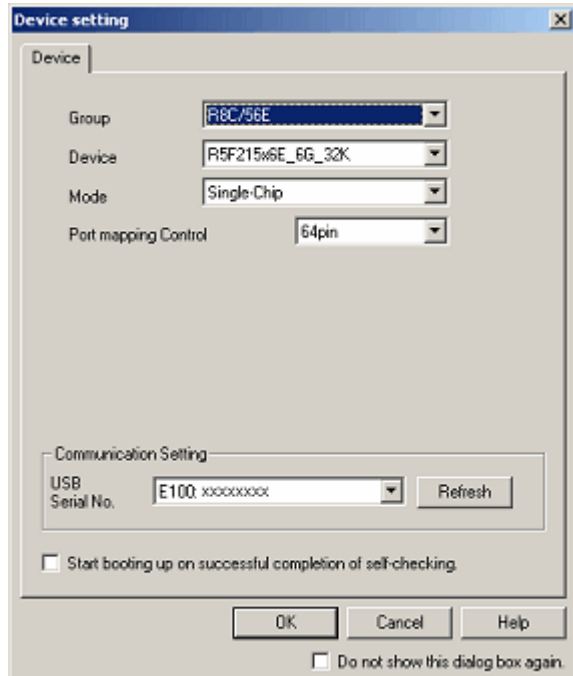 Device setting
Device
Group R8C/56E
Device R5F215x6E_6G_32K
Mode Single-Chip
Port mapping Control 64pin
Communication Setting
USB
Serial No. E100: xxxxxxxx Refresh
Start booting up on successful completion of self-checking.
OK Cancel Help
Do not show this dialog box again.